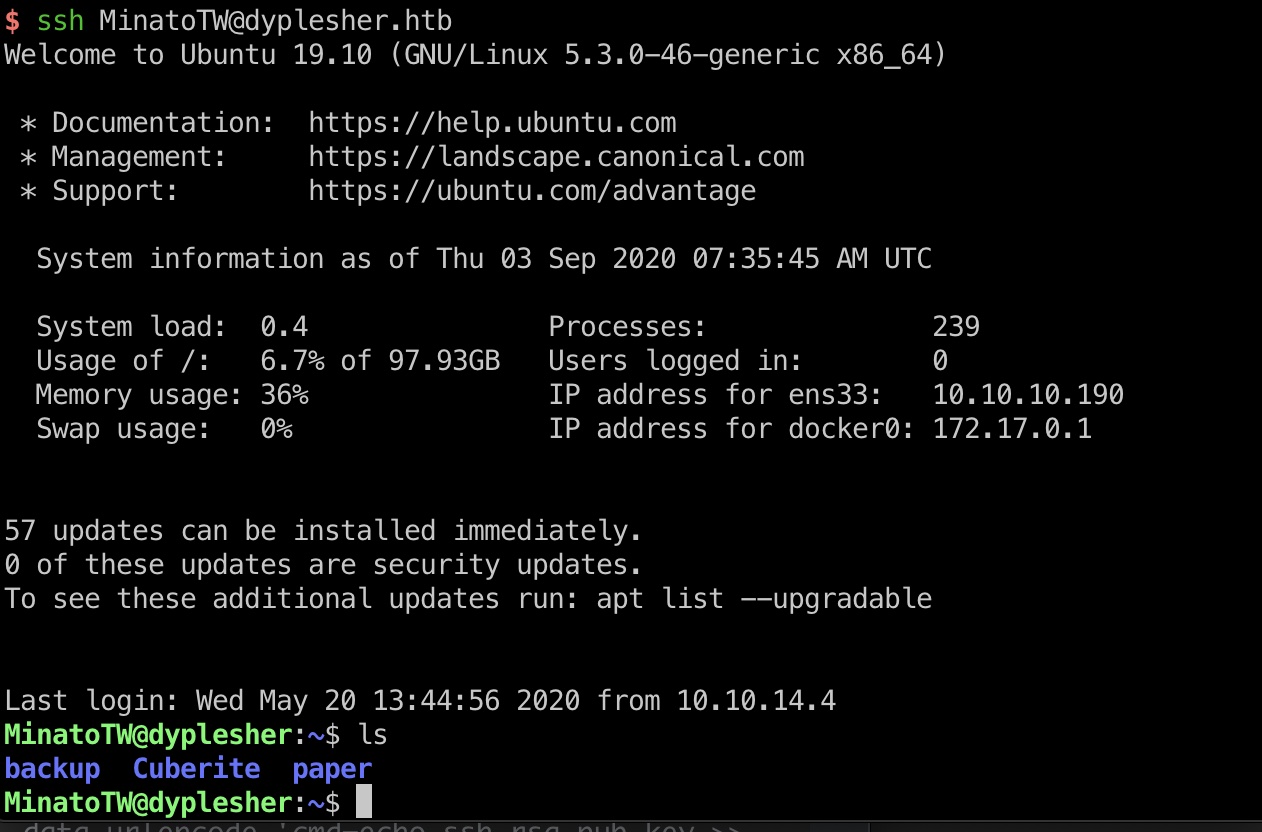 $ ssh MinatoTW@dyplesher.htb
Welcome to Ubuntu 19.10 (GNU/Linux 5.3.0-46-generic x86_64)
* Documentation:  https://help.ubuntu.com
* Management:     https://landscape.canonical.com
* Support:        https://ubuntu.com/advantage
System information as of Thu 03 Sep 2020 07:35:45 AM UTC
System load:  0.4               Processes:              239
Usage of /:   6.7% of 97.93GB   Users logged in:        0
Memory usage: 36%               IP address for ens33:   10.10.10.190
Swap usage:   0%                IP address for docker0: 172.17.0.1
57 updates can be installed immediately.
0 of these updates are security updates.
To see these additional updates run: apt list --upgradable
Last login: Wed May 20 13:44:56 2020 from 10.10.14.4
MinatoTW@dyplesher:~$ ls
backup  Cuberite  paper
MinatoTW@dyplesher:~$